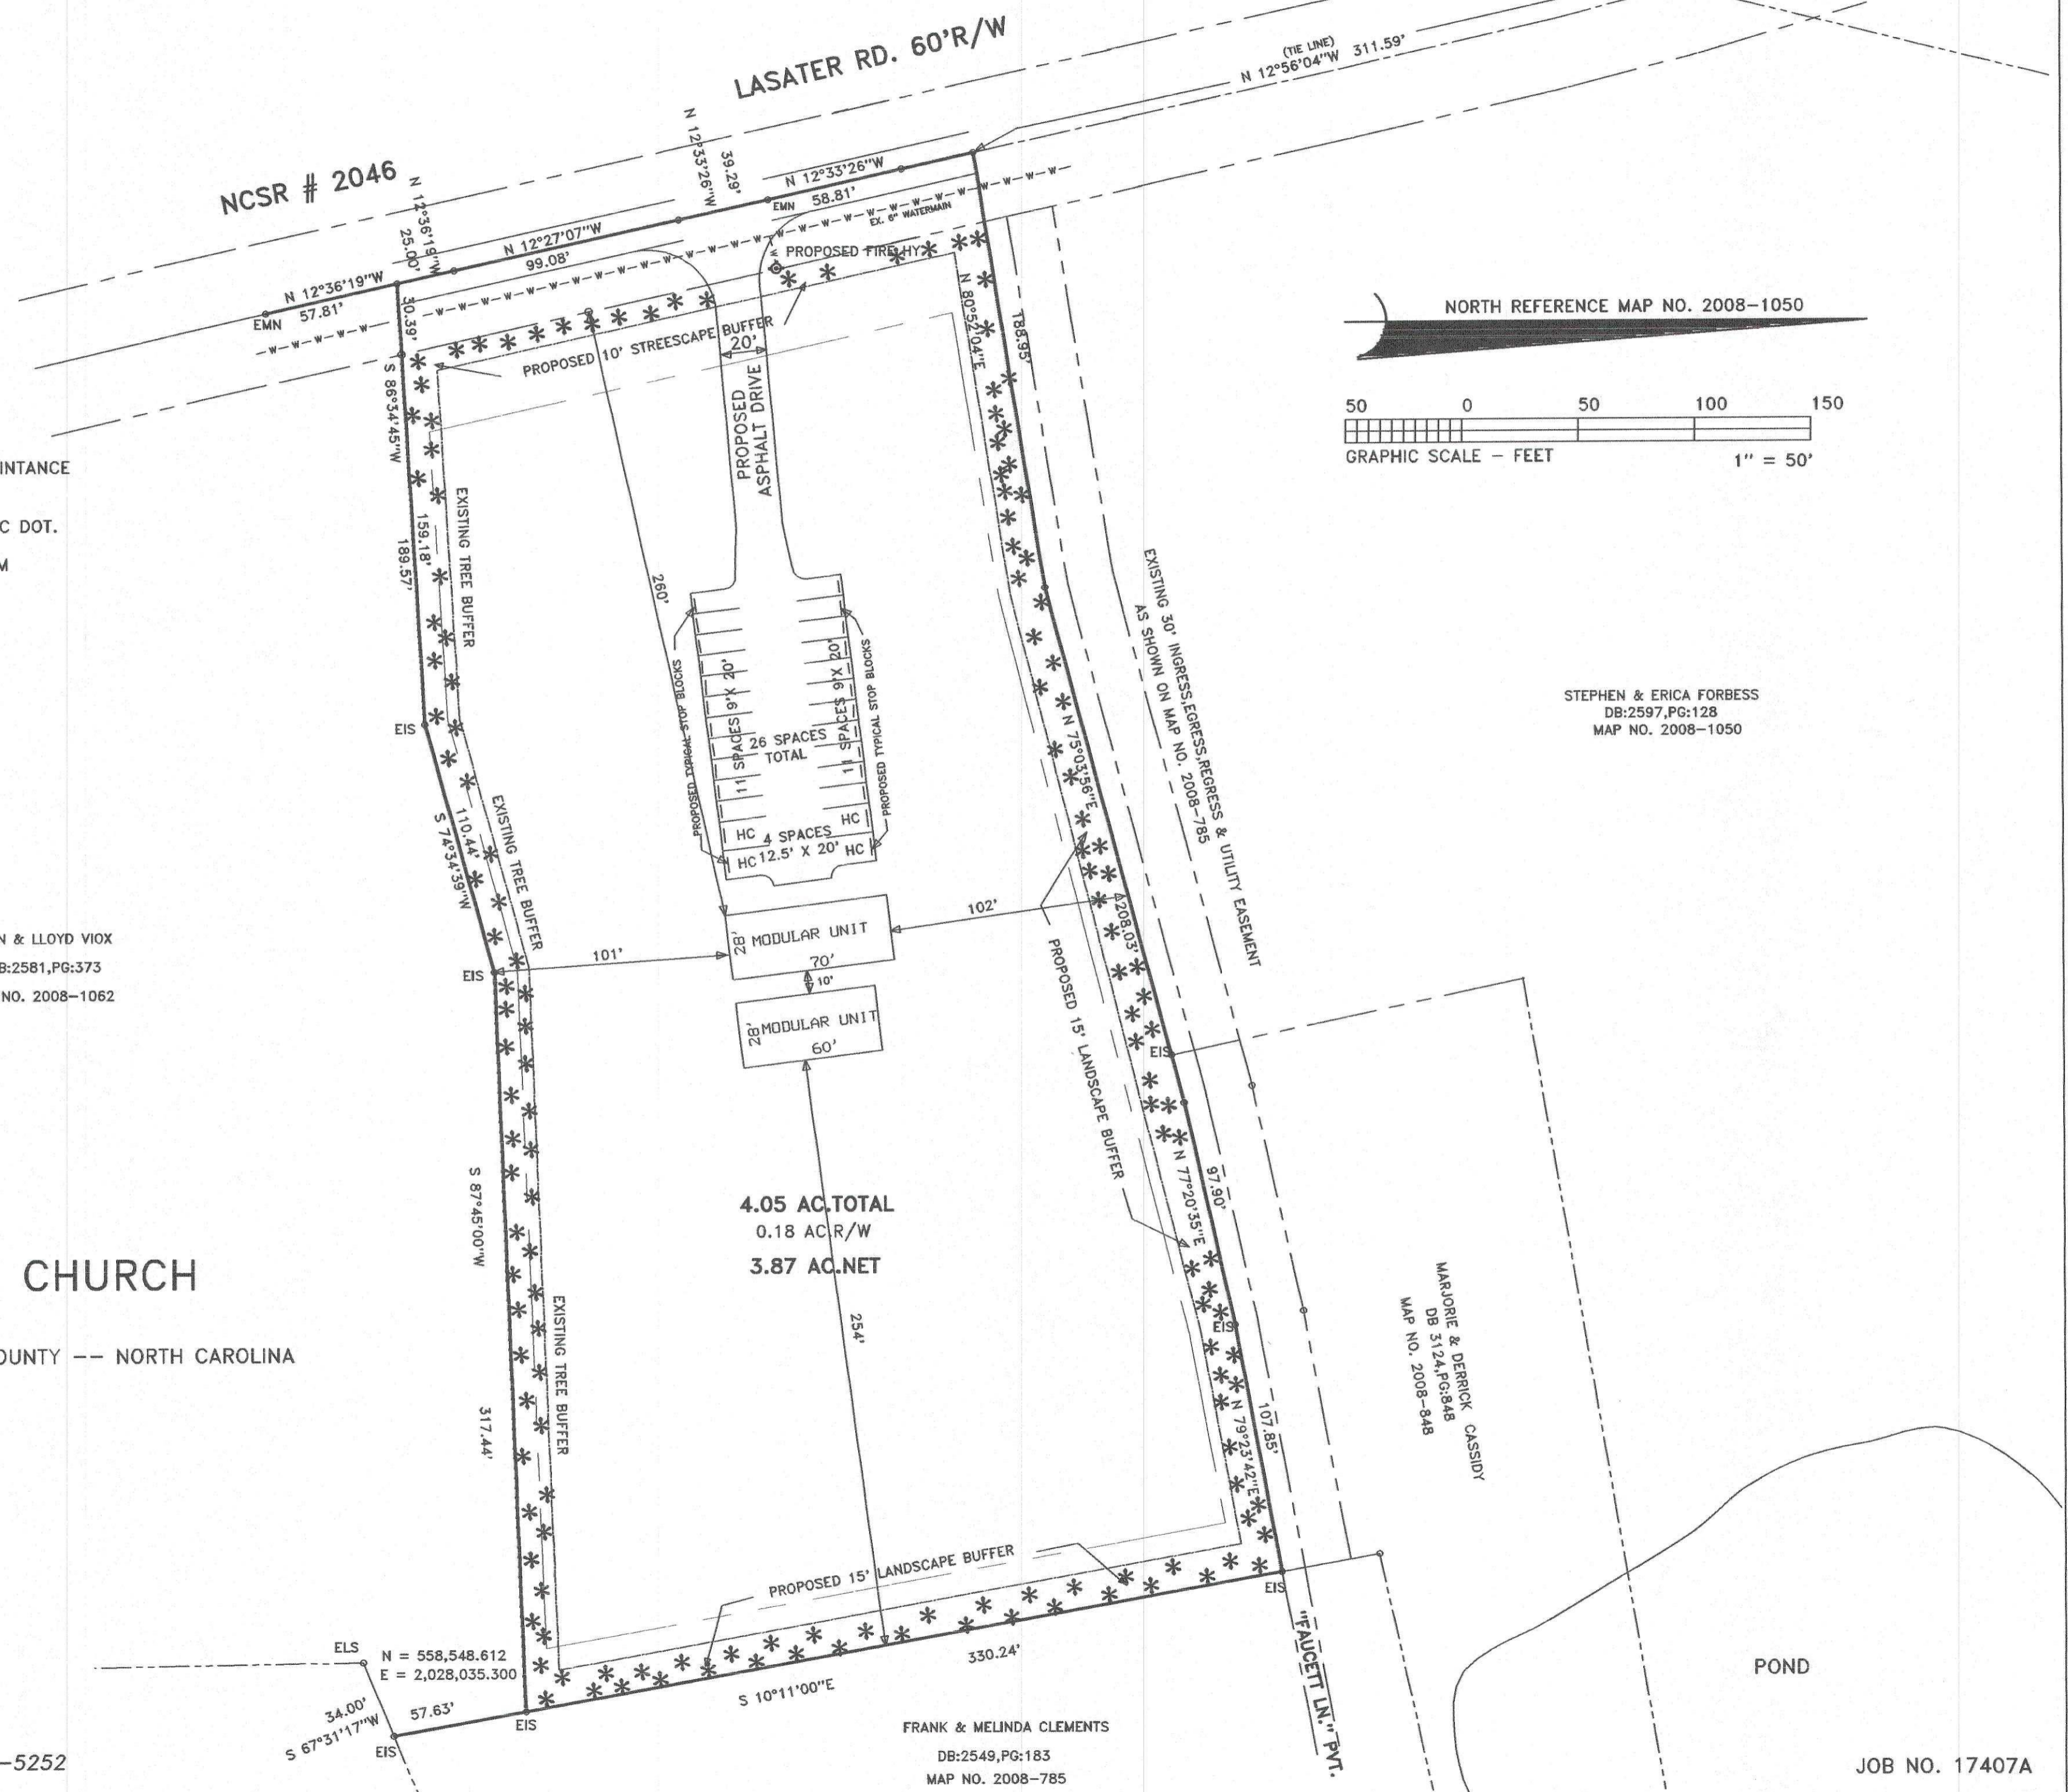 LASATER RD. 60'R/W
(TIE LINE)
N 12°56'04"W 311.59'
NCSR # 2046
N 12°36'19"W
57.81'
EMN
N 12°36'19"W
25.00'
N 12°27'07"W
99.08'
N 12°33'26"W
39.29'
N 12°33'26"W
58.81'
EMN
W-W-W-W
EX. 6" WATERMAIN
PROPOSED FIRE HY.
PROPOSED 10' STREESCAPE BUFFER
20'
PROPOSED
ASPHALT DRIVE
30.39'
S 86°34'45"W
159.18'
189.57'
EXISTING TREE BUFFER
N 80°52'04"E
188.95'
NORTH REFERENCE MAP NO. 2008-1050
50 0 50 100 150
GRAPHIC SCALE - FEET
1" = 50'
INTANCE
C DOT.
M
260'
PROPOSED TYPICAL STOP BLOCKS
11 SPACES 9'X 20'
26 SPACES
TOTAL
11 SPACES 9'X 20'
PROPOSED TYPICAL STOP BLOCKS
HC
HC
4 SPACES
HC 12.5' X 20' HC
EXISTING 30' INGRESS,EGRESS,REGRESS & UTILITY EASEMENT
AS SHOWN ON MAP NO. 2008-785
STEPHEN & ERICA FORBESS
DB:2597,PG:128
MAP NO. 2008-1050
EIS
110.44'
S 74°34'39"W
EXISTING TREE BUFFER
N 75°03'56"E
208.03'
N & LLOYD VIOX
B:2581,PG:373
NO. 2008-1062
EIS
101'
28' MODULAR UNIT
70'
102'
10'
28' MODULAR UNIT
60'
PROPOSED 15' LANDSCAPE BUFFER
EIS
N 77°20'35"E
97.90'
S 87°45'00"W
317.44'
EXISTING TREE BUFFER
4.05 AC.TOTAL
0.18 AC.R/W
3.87 AC.NET
254'
CHURCH
OUNTY -- NORTH CAROLINA
EIS
N 79°23'42"E
107.85'
MARJORIE & DERRICK CASSIDY
DB 3124,PG:848
MAP NO. 2008-848
PROPOSED 15' LANDSCAPE BUFFER
EIS
ELS
N = 558,548.612
E = 2,028,035.300
34.00'
S 67°31'17"W
57.63'
EIS
EIS
S 10°11'00"E
330.24'
"FAUCETT LN." PVT.
POND
FRANK & MELINDA CLEMENTS
DB:2549,PG:183
MAP NO. 2008-785
-5252
JOB NO. 17407A